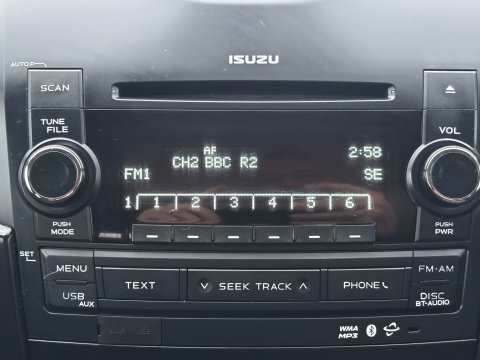 ISUZU
AUTO.P
SCAN
TUNE
FILE
VOL
AF
CH2 BBC R2
2:58
FM1
SE
1 1 2 3 4 5 6
PUSH
MODE
PUSH
PWR
SET
MENU
TEXT
SEEK TRACK
PHONE
FM-AM
USB
AUX
DISC
BT-AUDIO
AUX USB
WMA
MP3